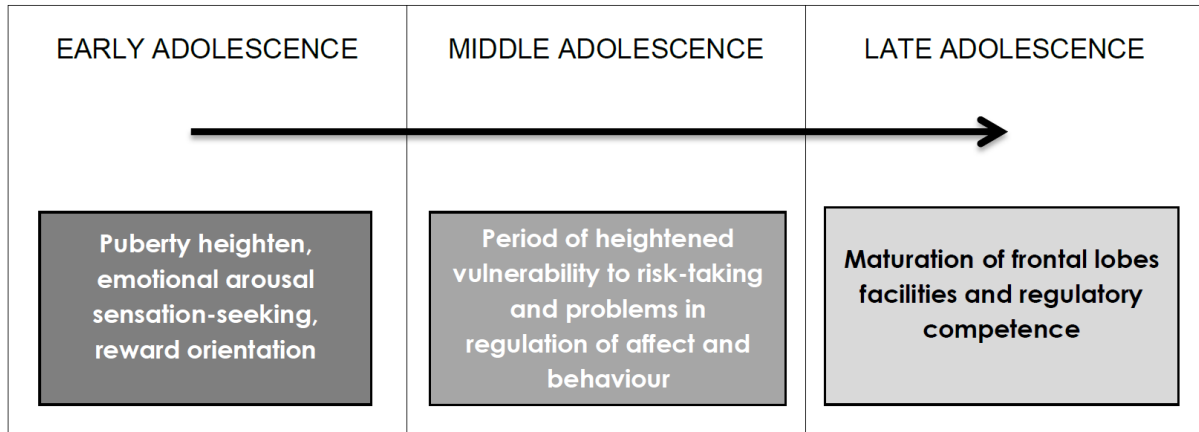 EARLY ADOLESCENCE
MIDDLE ADOLESCENCE
LATE ADOLESCENCE
Puberty heighten,
emotional arousal
sensation-seeking,
reward orientation
Period of heightened
vulnerability to risk-taking
and problems in
regulation of affect and
behaviour
Maturation of frontal lobes
facilities and regulatory
competence